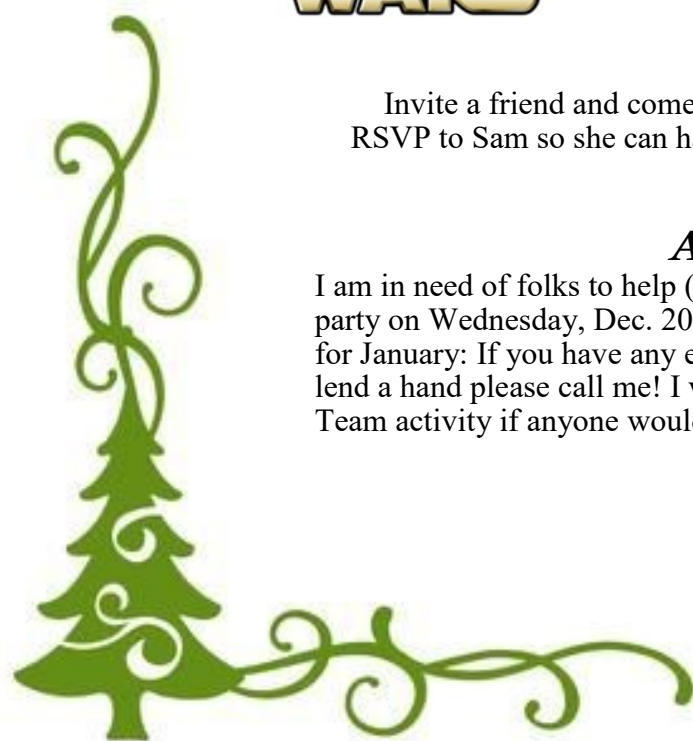 Invite a friend and come
RSVP to Sam so she can
A
I am in need of folks to help (
party on Wednesday, Dec. 20
for January: If you have any
lend a hand please call me! I
Team activity if anyone